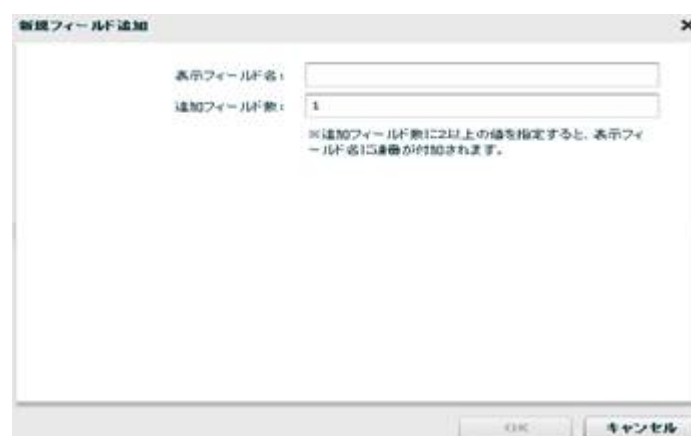 新規フィールド追加
×
表示フィールド名:
追加フィールド数:
1
※追加フィールド数に2以上の値を指定すると、表示フィ
ールド名に連番が付加されます。
OK
キャンセル